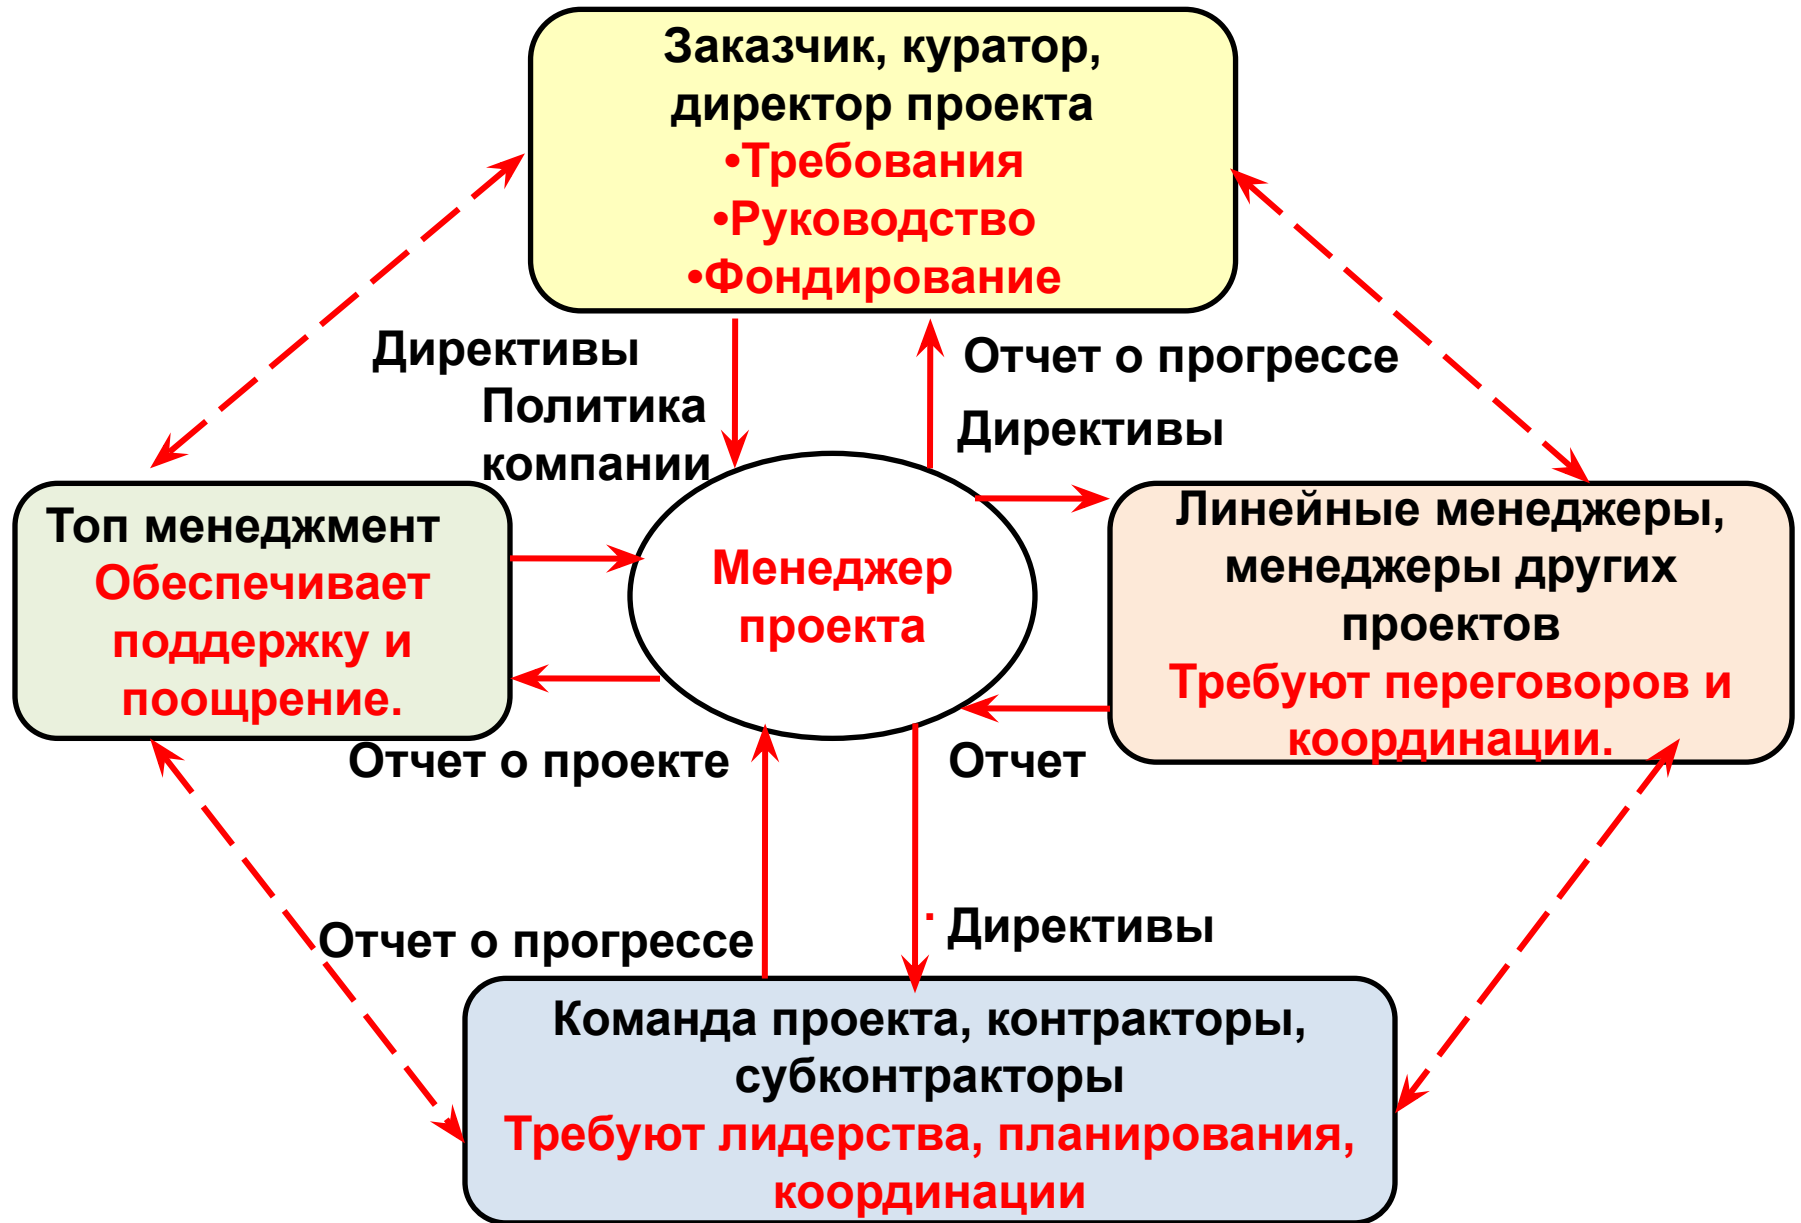 Заказчик, куратор,
директор проекта
•Требования
•Руководство
•Фондирование
Директивы
Отчет о прогрессе
Политика
компании
Директивы
Топ менеджмент
Обеспечивает
поддержку и
поощрение.
Менеджер
проекта
Линейные менеджеры,
менеджеры других
проектов
Требуют переговоров и
координации.
Отчет о проекте
Отчет
Отчет о прогрессе
Директивы
Команда проекта, контракторы,
субконтракторы
Требуют лидерства, планирования,
координации